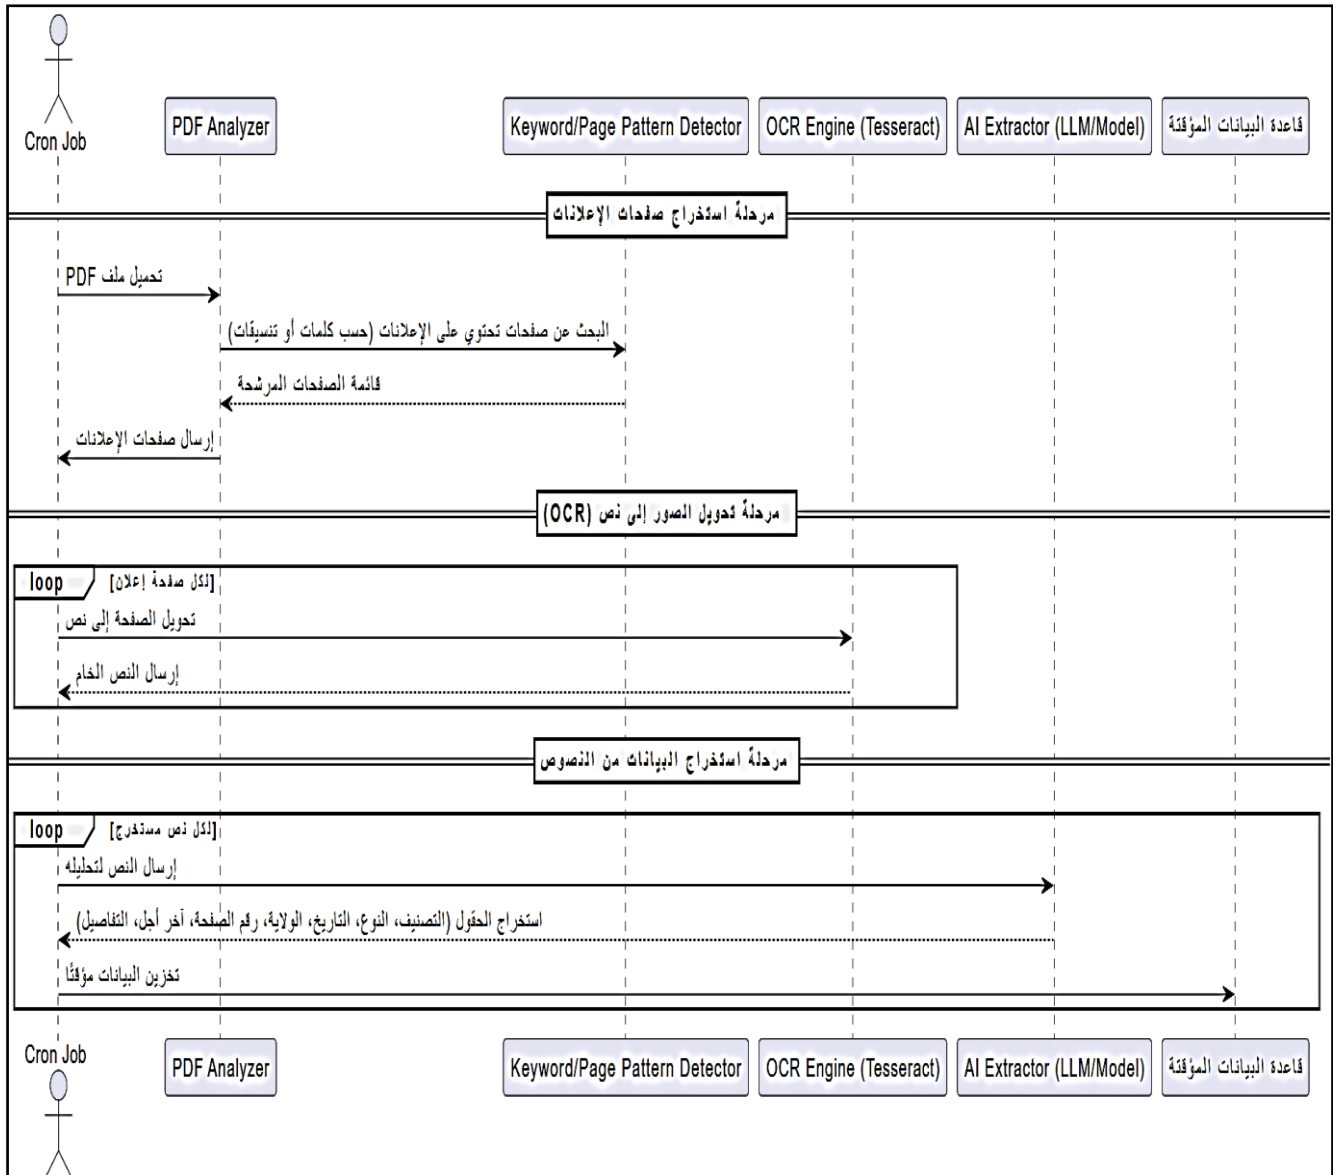 Cron Job
PDF Analyzer
Keyword/Page Pattern Detector
OCR Engine (Tesseract)
AI Extractor (LLM/Model)
قاعدة البيانات المؤقتة
مرحلة استخراج صفحات الإعلانات
تحميل ملف PDF
البحث عن صفحات تحتوي على الإعلانات (حسب كلمات أو تنسيقات)
قائمة الصفحات المرشحة
إرسال صفحات الإعلانات
مرحلة تحويل الصور إلى نص (OCR)
loop [لكل صفحة إعلان]
تحويل الصفحة إلى نص
إرسال النص الخام
مرحلة استخراج البيانات من النصوص
loop [لكل نص مستخرج]
إرسال النص لتحليله
استخراج الحقول (التصنيف، النوع، التاريخ، الولاية، رقم الصفحة، آخر أجل، التفاصيل)
تخزين البيانات مؤقتًا
Cron Job
PDF Analyzer
Keyword/Page Pattern Detector
OCR Engine (Tesseract)
AI Extractor (LLM/Model)
قاعدة البيانات المؤقتة